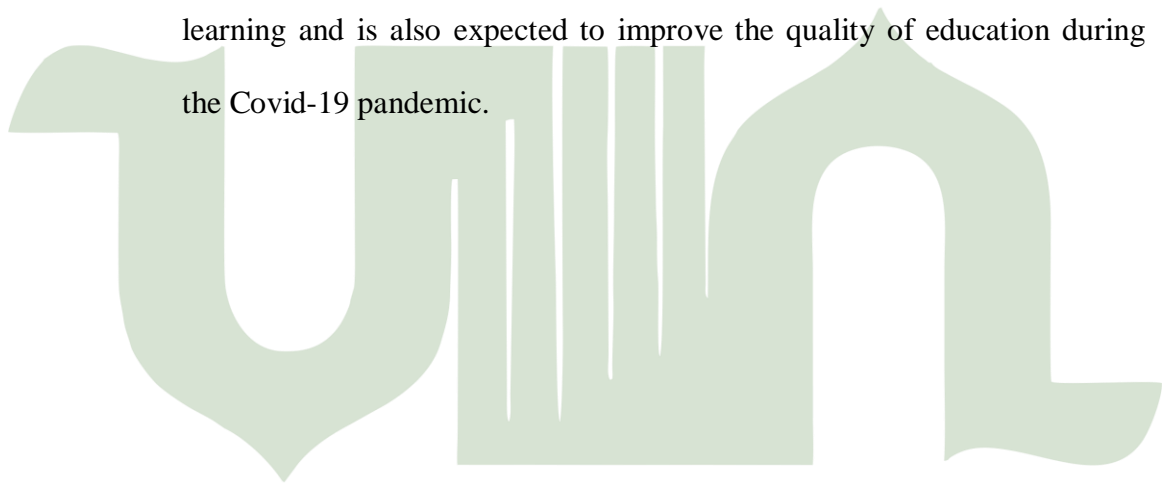 learning and is also expected to improve the quality of education during
the Covid-19 pandemic.